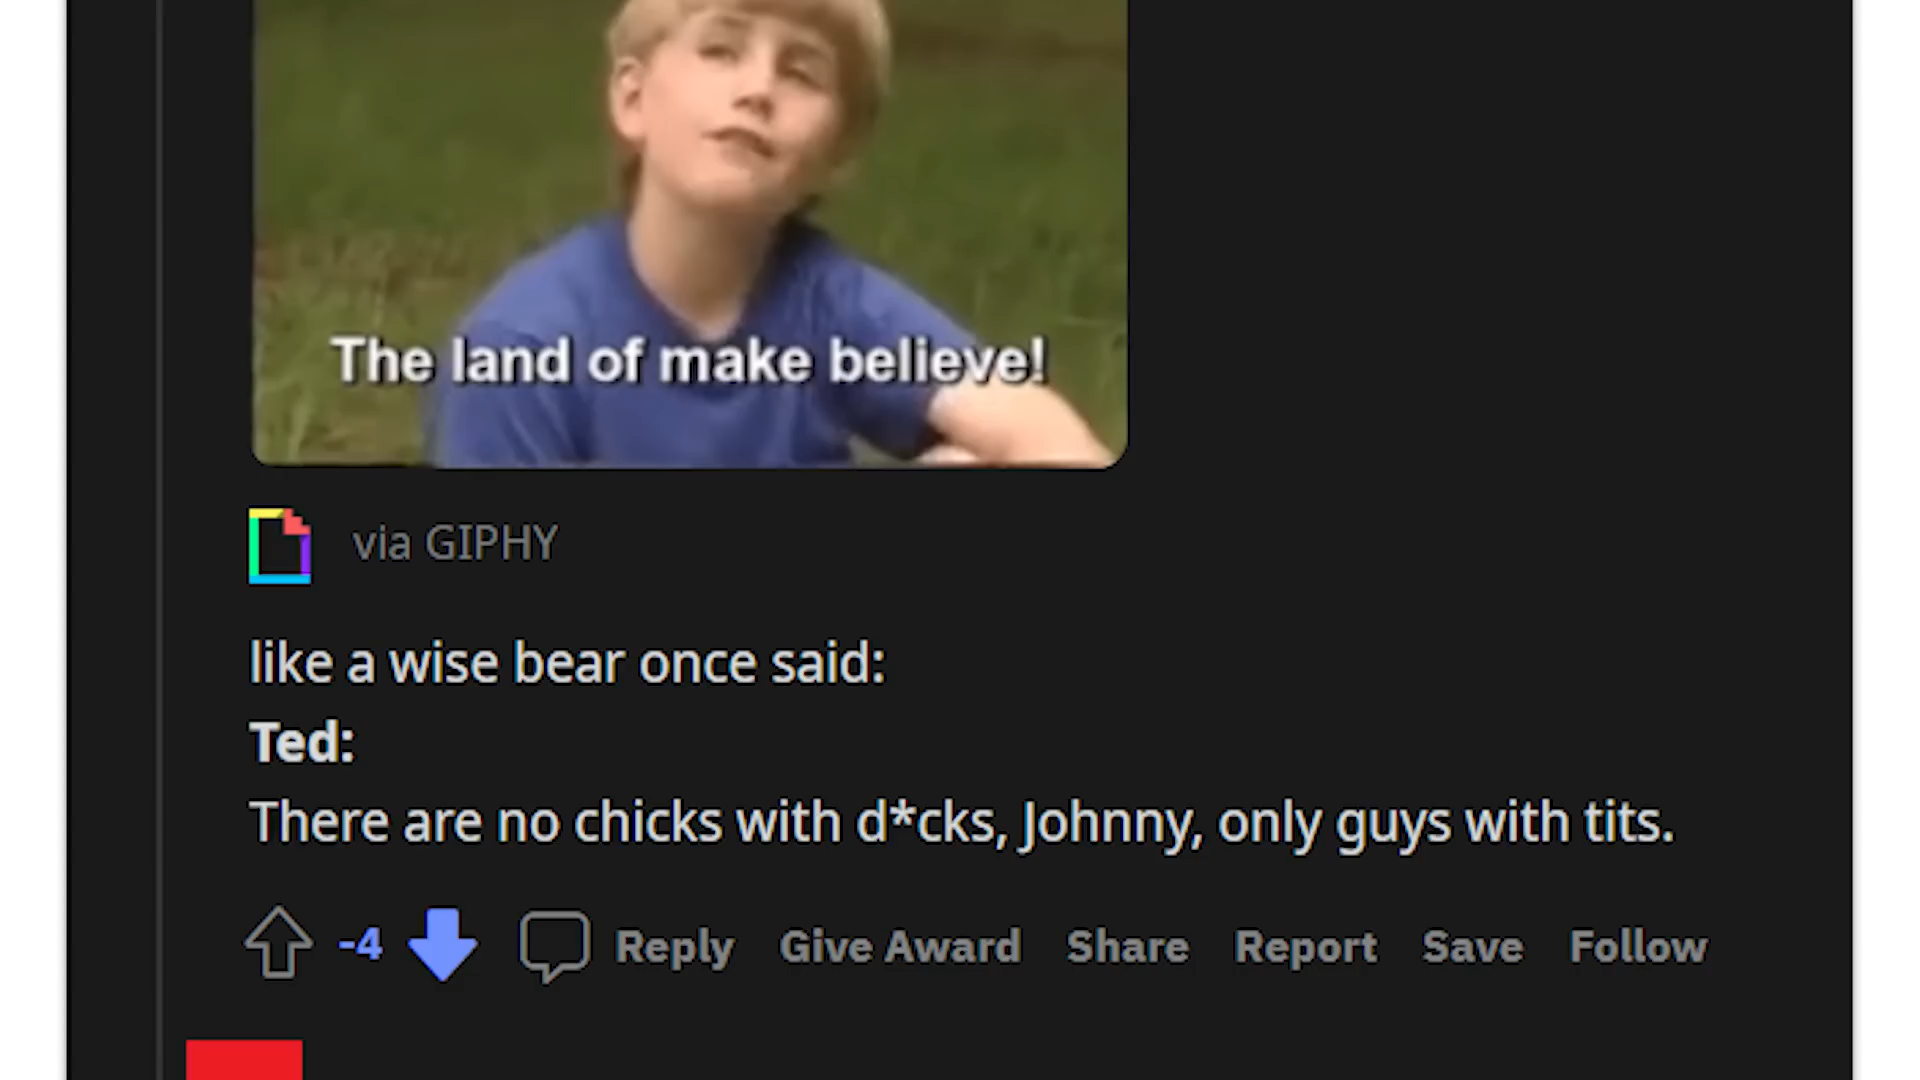 The land of make believe!
via GIPHY
like a wise bear once said:
Ted:
There are no chicks with d*cks, Johnny, only guys with tits.
-4 Reply Give Award Share Report Save Follow